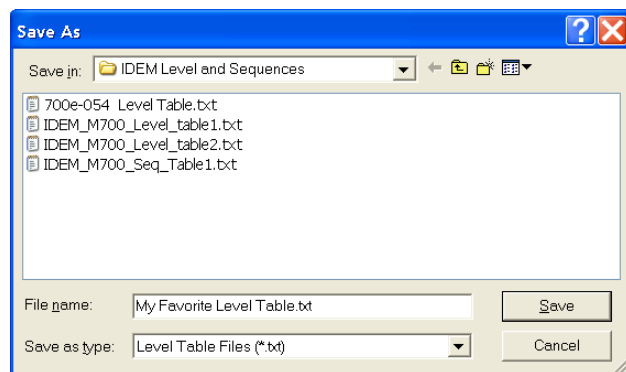 Save As
Save in: IDEM Level and Sequences
700e-054 Level Table.txt
IDEM_M700_Level_table1.txt
IDEM_M700_Level_table2.txt
IDEM_M700_Seq_Table1.txt
File name: My Favorite Level Table.txt Save
Save as type: Level Table Files (*.txt) Cancel